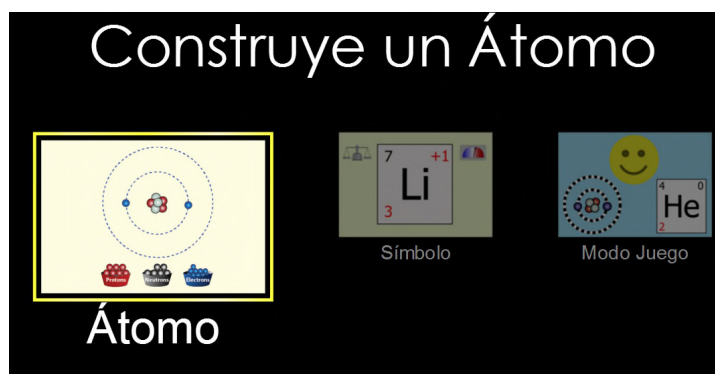 Construye un Átomo
Protons
Neutrons
Electrons
Átomo
7
+1
Li
3
Símbolo
4
0
He
2
Modo Juego